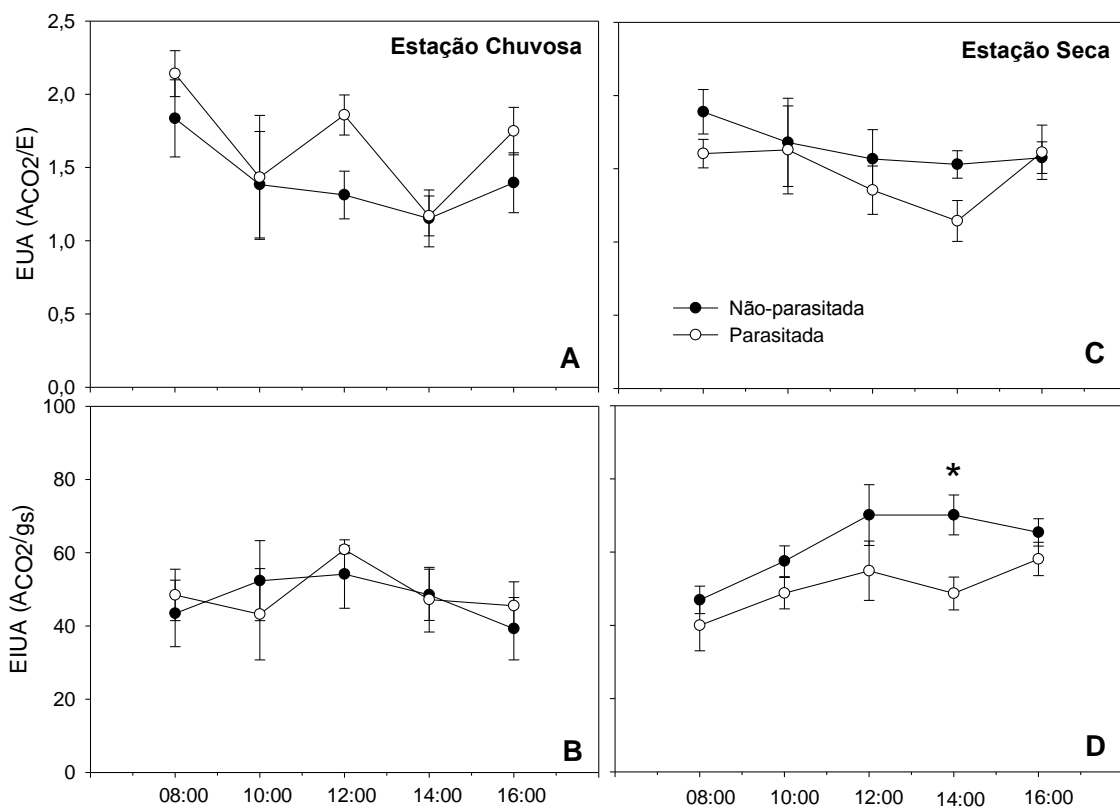 2,5
2,0
1,5
1,0
0,5
0,0
EUA (ACO2/E)
Estação Chuvosa
A
Estação Seca
Não-parasitada
Parasitada
C
100
80
60
40
20
0
EIUA (ACO2/gs)
B
08:00 10:00 12:00 14:00 16:00
*
D
08:00 10:00 12:00 14:00 16:00